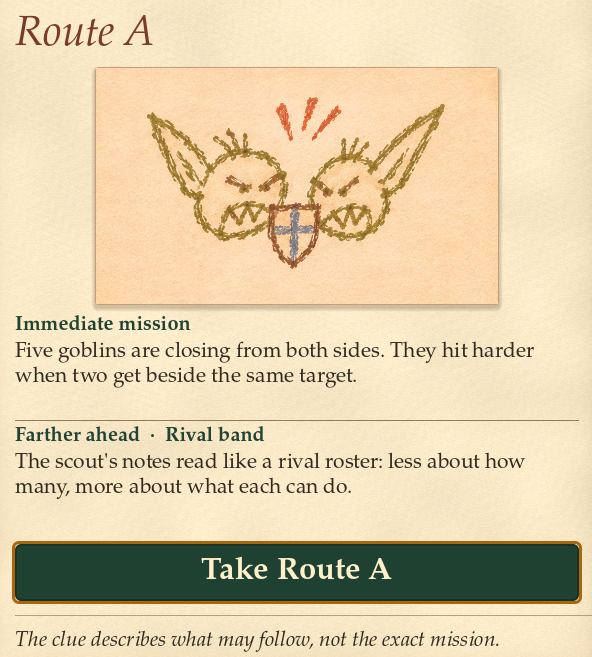 Route A
Immediate mission
Five goblins are closing from both sides. They hit harder
when two get beside the same target.
Farther ahead · Rival band
The scout's notes read like a rival roster: less about how
many, more about what each can do.
Take Route A
The clue describes what may follow, not the exact mission.